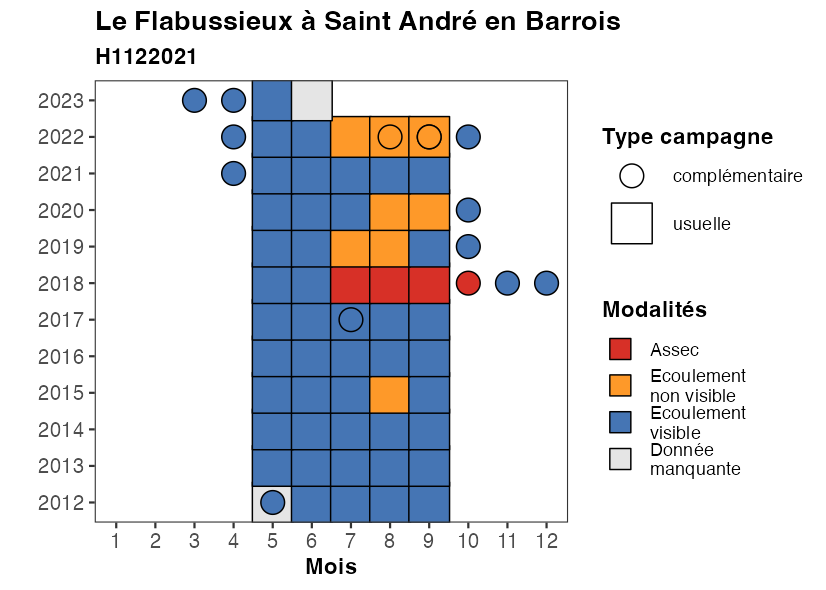 Le Flabussieux à Saint André en Barrois
H1122021
2023
2022
2021
2020
2019
2018
2017
2016
2015
2014
2013
2012
1 2 3 4 5 6 7 8 9 10 11 12
Mois
Type campagne
complémentaire
usuelle
Modalités
Assec
Ecoulement
non visible
Ecoulement
visible
Donnée
manquante